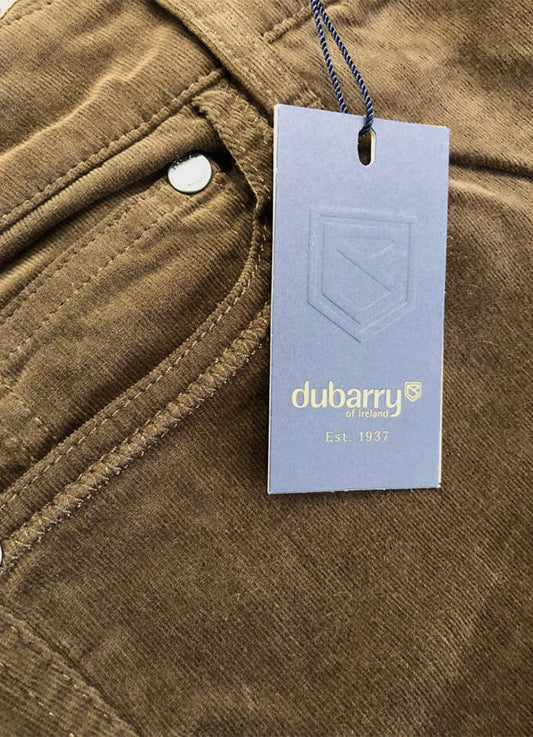 dubarry
of Ireland
Est. 1937